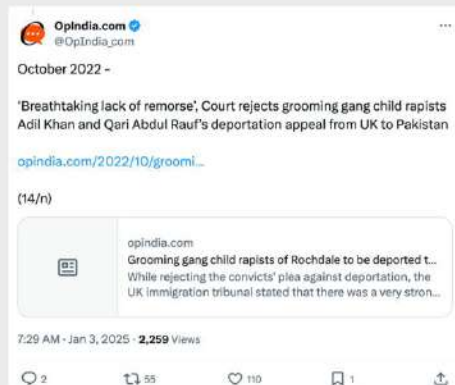 OpIndia.com
@OpIndia_com
October 2022 -
'Breathtaking lack of remorse', Court rejects grooming gang child rapists
Adil Khan and Qari Abdul Rauf's deportation appeal from UK to Pakistan
opindia.com/2022/10/groomi...
(14/n)
opindia.com
Grooming gang child rapists of Rochdale to be deported t...
While rejecting the convicts' plea against deportation, the
UK immigration tribunal stated that there was a very stron...
7:29 AM · Jan 3, 2025 · 2,259 Views
2 55 110 1